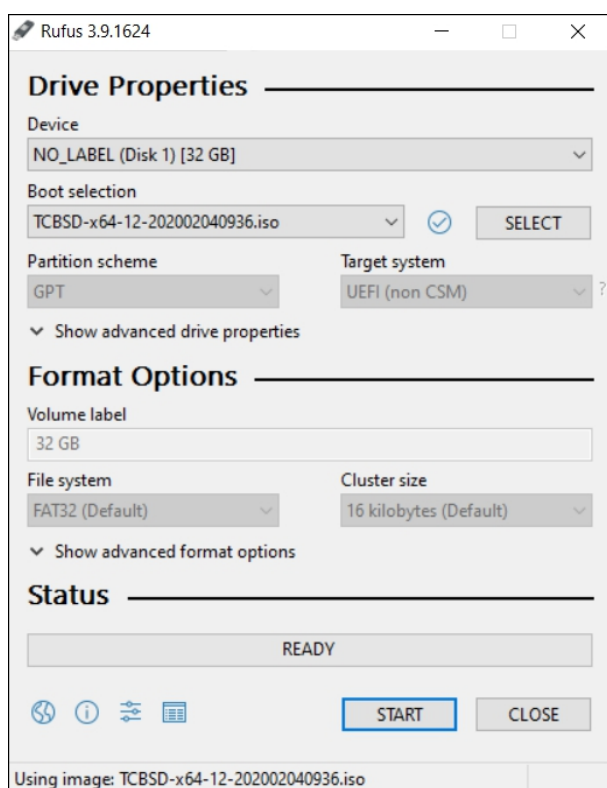 Rufus 3.9.1624
Drive Properties
Device
NO_LABEL (Disk 1) [32 GB]
Boot selection
TCBSD-x64-12-202002040936.iso
SELECT
Partition scheme
Target system
GPT
UEFI (non CSM)
?
Show advanced drive properties
Format Options
Volume label
32 GB
File system
Cluster size
FAT32 (Default)
16 kilobytes (Default)
Show advanced format options
Status
READY
START
CLOSE
Using image: TCBSD-x64-12-202002040936.iso